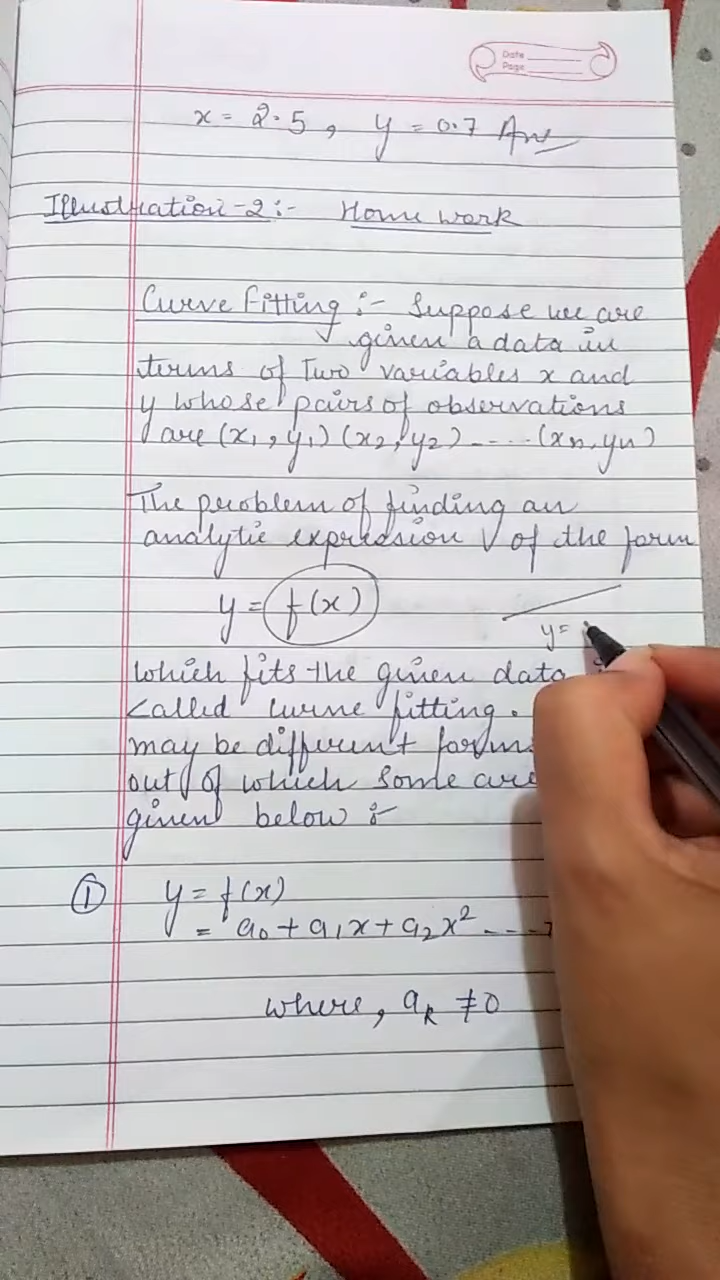 Date
Page
x = 2.5 , y = 0.7 Ans
Illustration-2 :- Home work
Curve Fitting :- Suppose we are
given a data in
terms of Two variables x and
y whose pairs of observations
are (x₁, y₁) (x₂, y₂) ----- (xn, yn)
The problem of finding an
analytic expression of the form
y = f(x)
y =
which fits the given data
called curve fitting.
may be different forms
out of which some are
given below :-
① y = f(x)
= a₀ + a₁x + a₂x² ----
where, aₖ ≠ 0